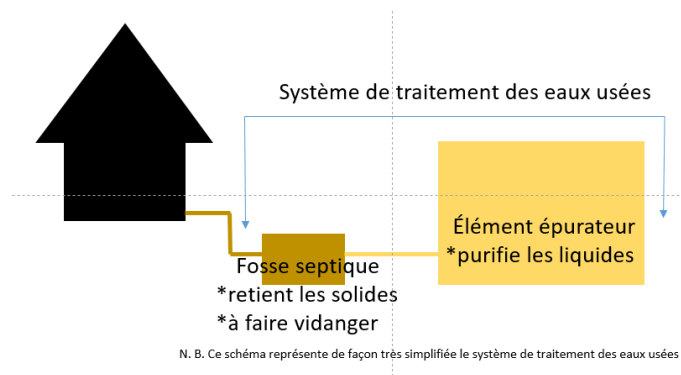 Système de traitement des eaux usées
Élément épurateur
*purifie les liquides
Fosse septique
*retient les solides
*à faire vidanger
N. B. Ce schéma représente de façon très simplifiée le système de traitement des eaux usées